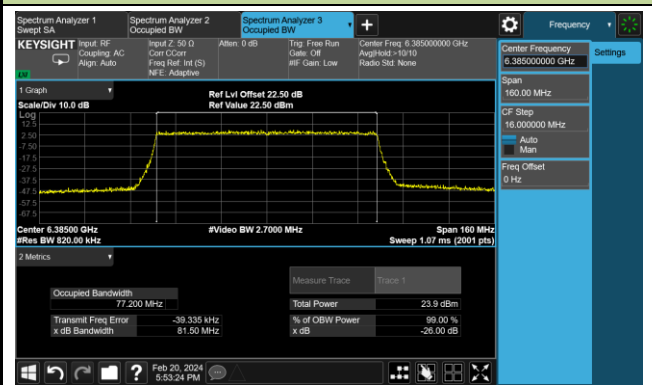 Spectrum Analyzer 1
Swept SA
Spectrum Analyzer 2
Occupied BW
Spectrum Analyzer 3
Occupied BW
Frequency
KEYSIGHT
Input: RF
Coupling: AC
Align: Auto
Input Z: 50 Ω
Corr CCorr
Freq Ref: Int (S)
NFE: Adaptive
Atten: 0 dB
Trig: Free Run
Gate: Off
#IF Gain: Low
Center Freq: 6.385000000 GHz
Avg|Hold:>10/10
Radio Std: None
LXI
Center Frequency
6.385000000 GHz
Settings
Span
160.00 MHz
CF Step
16.000000 MHz
Auto
Man
Freq Offset
0 Hz
1 Graph
Scale/Div 10.0 dB
Ref Lvl Offset 22.50 dB
Ref Value 22.50 dBm
Log
12.5
2.50
-7.5
-17.5
-27.5
-37.5
-47.5
-57.5
-67.5
Center 6.38500 GHz
#Video BW 2.7000 MHz
Span 160 MHz
#Res BW 820.00 kHz
Sweep 1.07 ms (2001 pts)
2 Metrics
Measure Trace
Trace 1
Occupied Bandwidth
77.200 MHz
Total Power
23.9 dBm
Transmit Freq Error
-39.335 kHz
% of OBW Power
99.00 %
x dB Bandwidth
81.50 MHz
x dB
-26.00 dB
Feb 20, 2024
5:53:24 PM